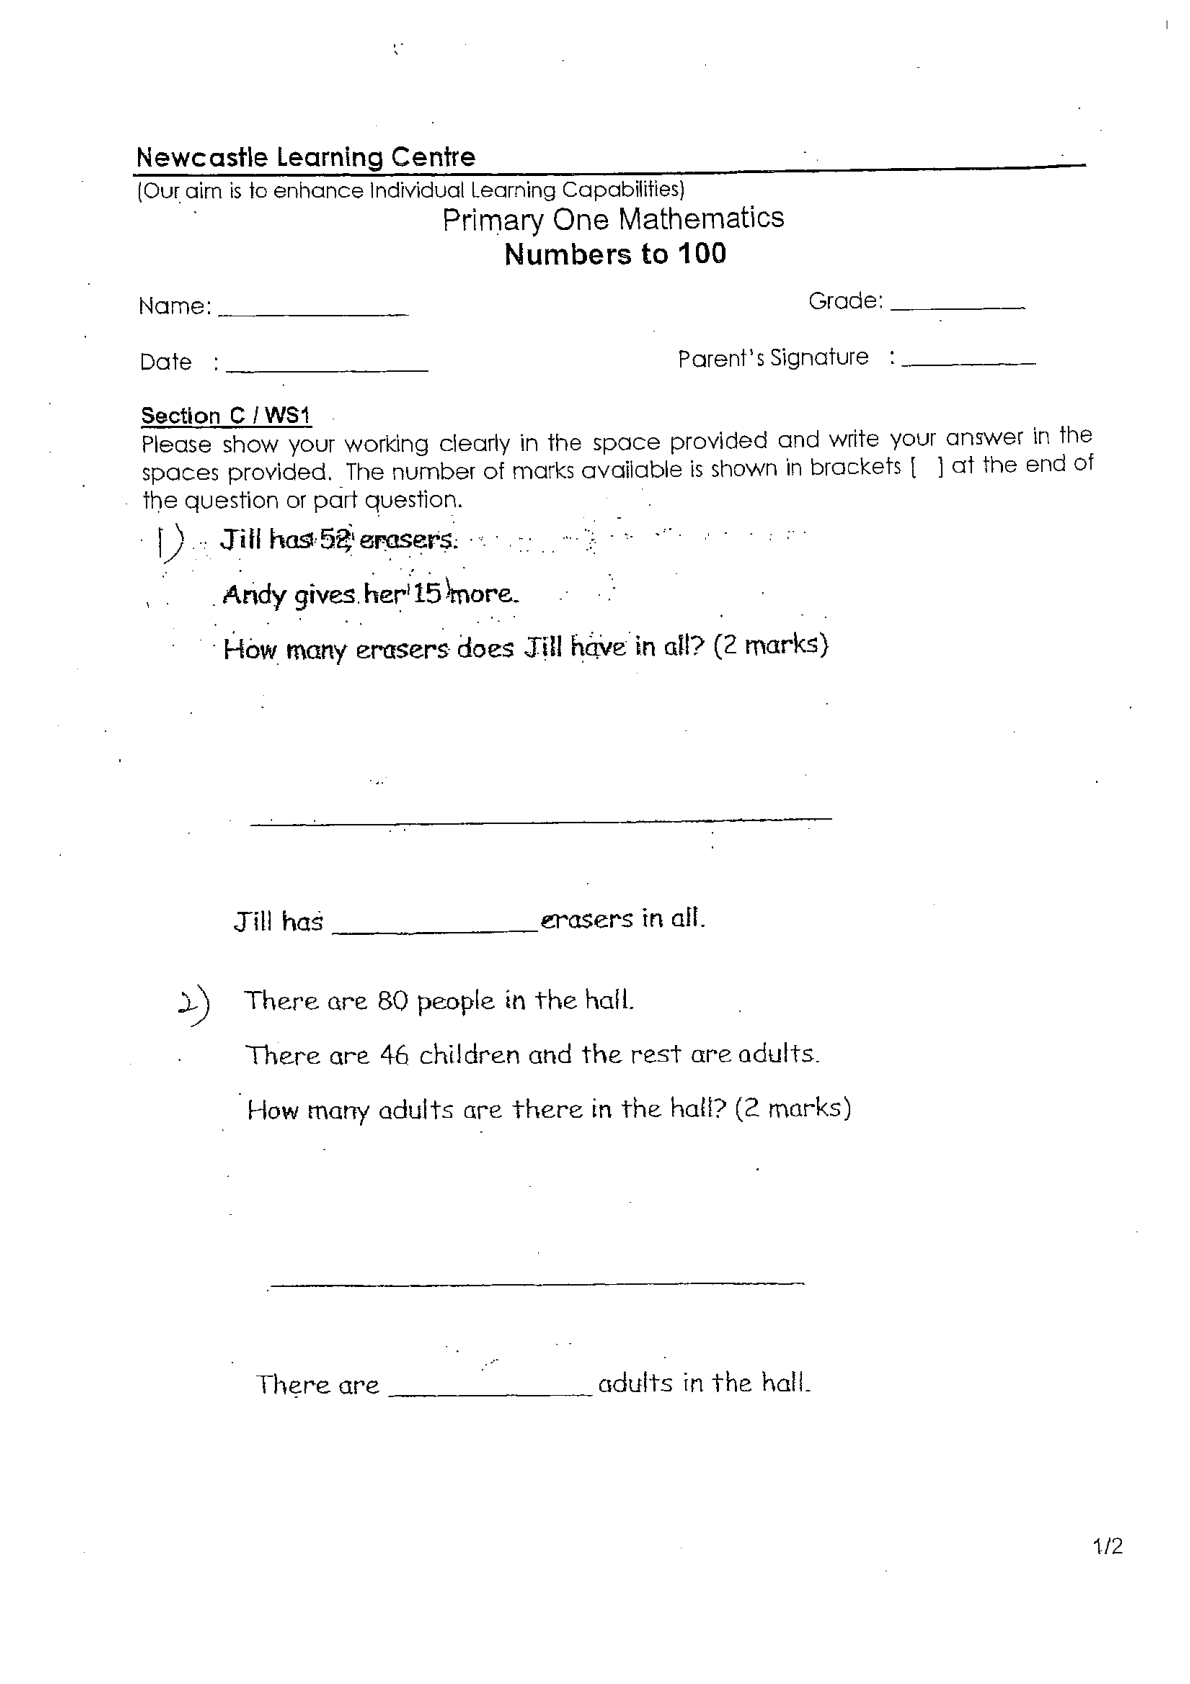 Newcastle Learning Centre
(Our aim is to enhance Individual Learning Capabilities)
Primary One Mathematics
Numbers to 100
Name: ______________ Grade: __________
Date : ______________ Parent's Signature : __________
Section C / WS1
Please show your working clearly in the space provided and write your answer in the
spaces provided. The number of marks available is shown in brackets [ ] at the end of
the question or part question.
1) Jill has 52 erasers.
Andy gives her 15 more.
How many erasers does Jill have in all? (2 marks)
Jill has ______________ erasers in all.
2) There are 80 people in the hall.
There are 46 children and the rest are adults.
How many adults are there in the hall? (2 marks)
There are ______________ adults in the hall.
1/2